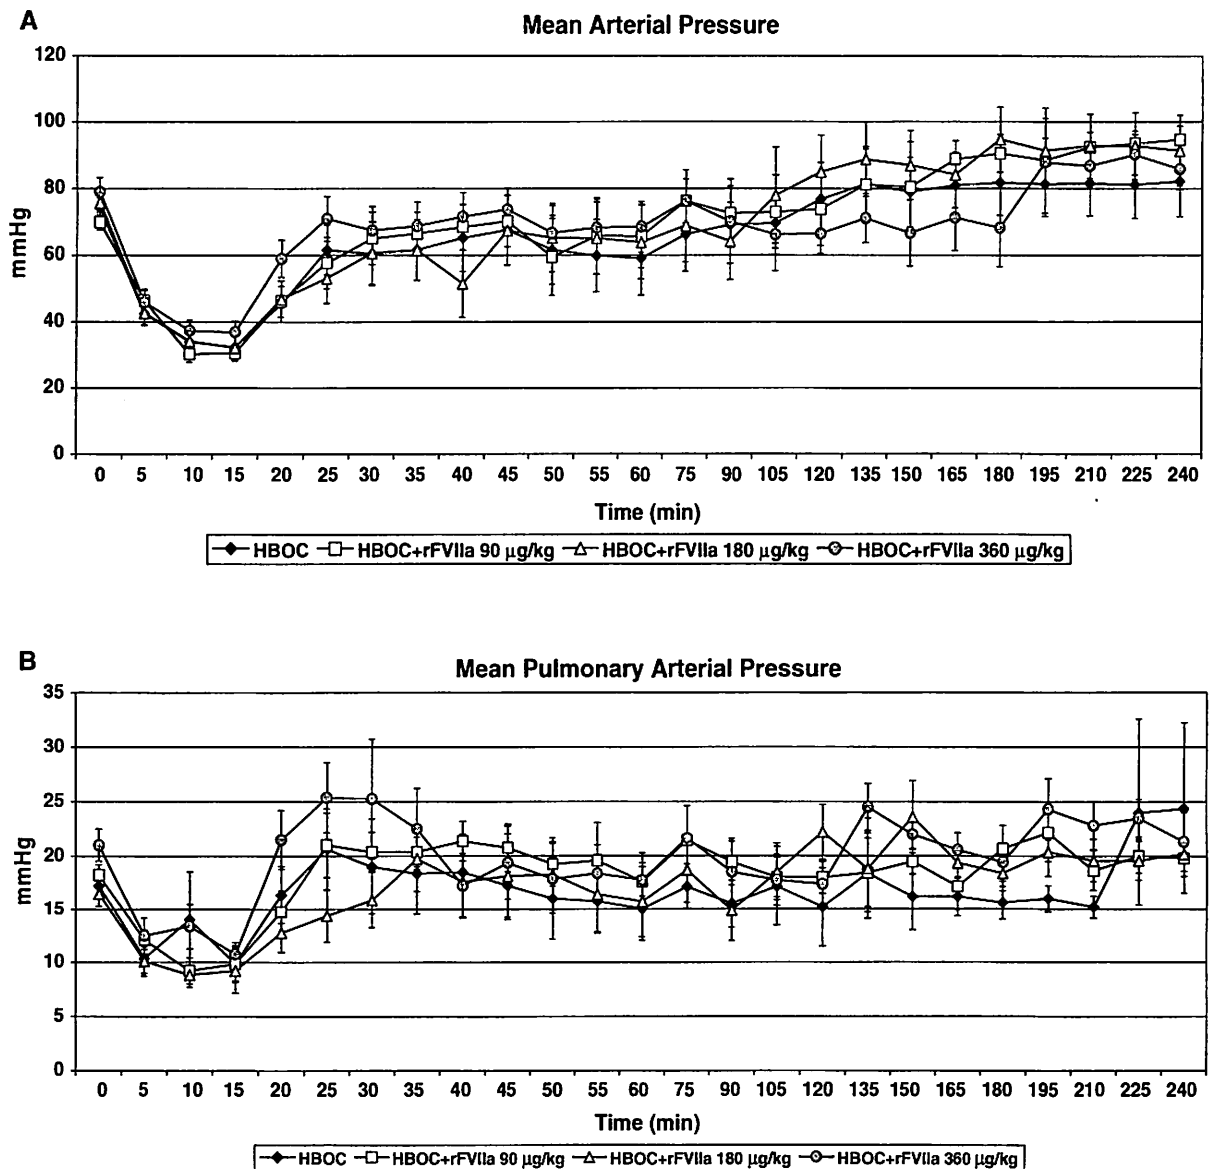 A
Mean Arterial Pressure
120
100
80
60
40
20
0
mmHg
0 5 10 15 20 25 30 35 40 45 50 55 60 75 90 105 120 135 150 165 180 195 210 225 240
Time (min)
HBOC HBOC+rFVIIa 90 µg/kg HBOC+rFVIIa 180 µg/kg HBOC+rFVIIa 360 µg/kg
B
Mean Pulmonary Arterial Pressure
35
30
25
20
15
10
5
0
mmHg
0 5 10 15 20 25 30 35 40 45 50 55 60 75 90 105 120 135 150 165 180 195 210 225 240
Time (min)
HBOC HBOC+rFVIIa 90 µg/kg HBOC+rFVIIa 180 µg/kg HBOC+rFVIIa 360 µg/kg